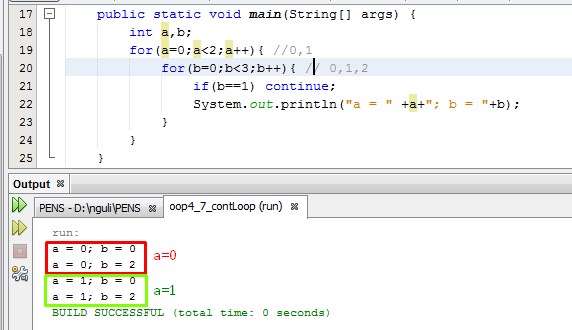 17 public static void main(String[] args) {
18 int a,b;
19 for(a=0;a<2;a++){ //0,1
20 for(b=0;b<3;b++){ // 0,1,2
21 if(b==1) continue;
22 System.out.println("a = " +a+"; b = "+b);
23 }
24 }
25 }
Output
PENS - D:\nguli\PENS oop4_7_contLoop (run)
run:
a = 0; b = 0
a = 0; b = 2
a=0
a = 1; b = 0
a = 1; b = 2
a=1
BUILD SUCCESSFUL (total time: 0 seconds)